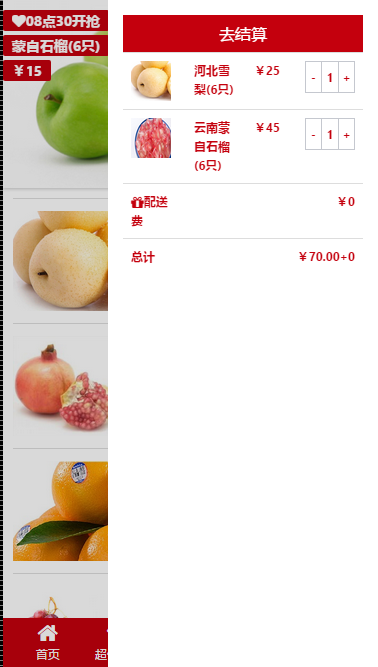 08点30开抢
蒙自石榴(6只)
￥15
去结算
河北雪
梨(6只)
￥25
- 1 +
云南蒙
自石榴
(6只)
￥45
- 1 +
配送
费
￥0
总计
￥70.00+0
首页
超